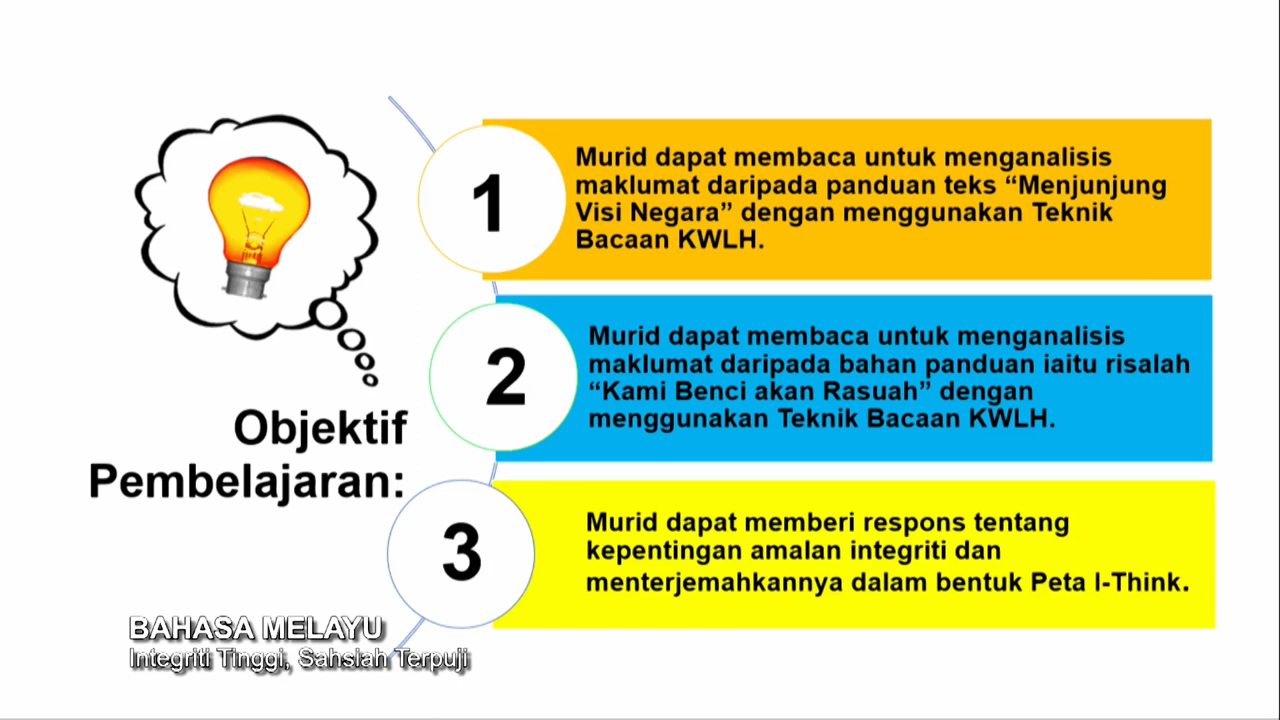 Objektif
Pembelajaran:
1
Murid dapat membaca untuk menganalisis
maklumat daripada panduan teks “Menjunjung
Visi Negara” dengan menggunakan Teknik
Bacaan KWLH.
2
Murid dapat membaca untuk menganalisis
maklumat daripada bahan panduan iaitu risalah
“Kami Benci akan Rasuah” dengan
menggunakan Teknik Bacaan KWLH.
3
Murid dapat memberi respons tentang
kepentingan amalan integriti dan
menterjemahkannya dalam bentuk Peta I-Think.
BAHASA MELAYU
Integriti Tinggi, Sahsiah Terpuji